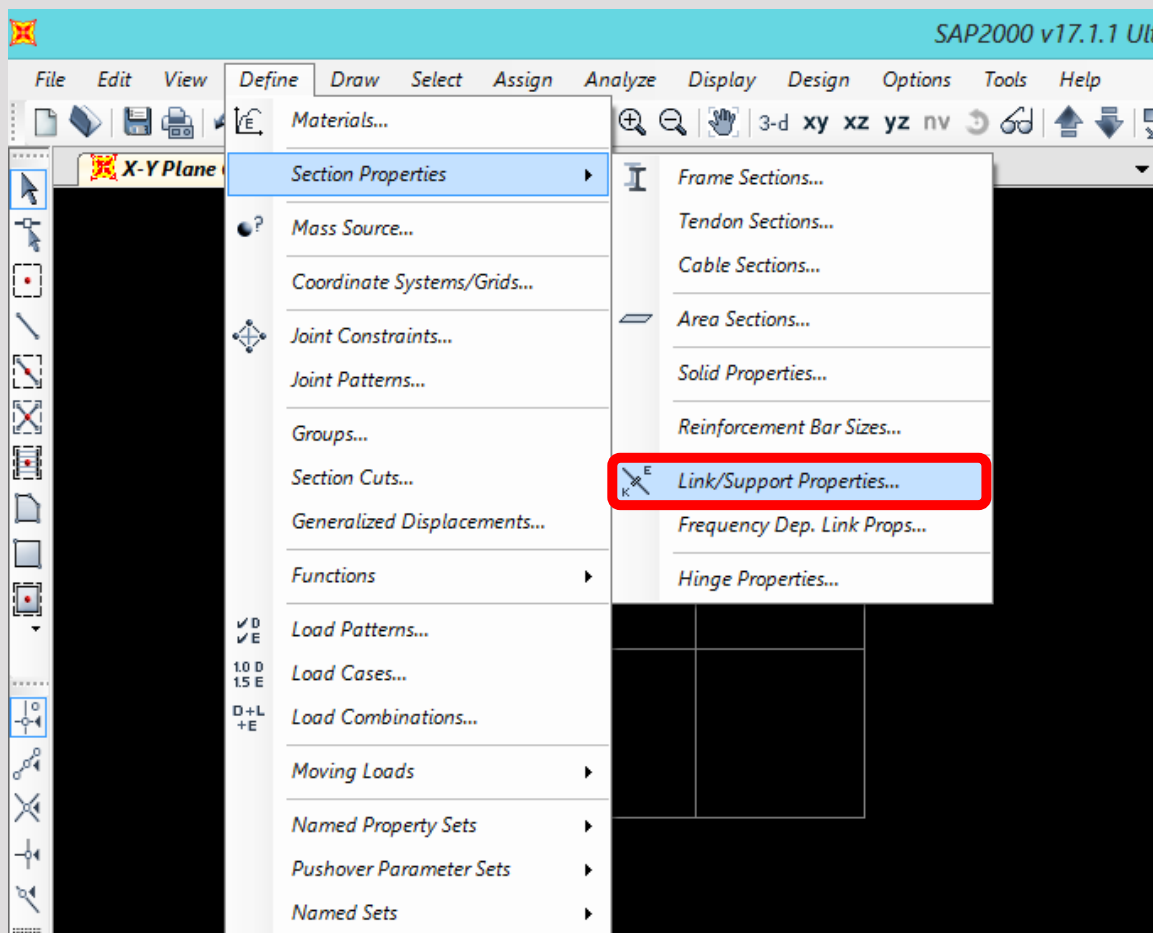 SAP2000 v17.1.1 Ult
File Edit View Define Draw Select Assign Analyze Display Design Options Tools Help
3-d xy xz yz nv
X-Y Plane
Materials...
Section Properties
Mass Source...
Coordinate Systems/Grids...
Joint Constraints...
Joint Patterns...
Groups...
Section Cuts...
Generalized Displacements...
Functions
D
E
Load Patterns...
1.0 D
1.5 E
Load Cases...
D+L
+E
Load Combinations...
Moving Loads
Named Property Sets
Pushover Parameter Sets
Named Sets
Frame Sections...
Tendon Sections...
Cable Sections...
Area Sections...
Solid Properties...
Reinforcement Bar Sizes...
E
K
Link/Support Properties...
Frequency Dep. Link Props...
Hinge Properties...